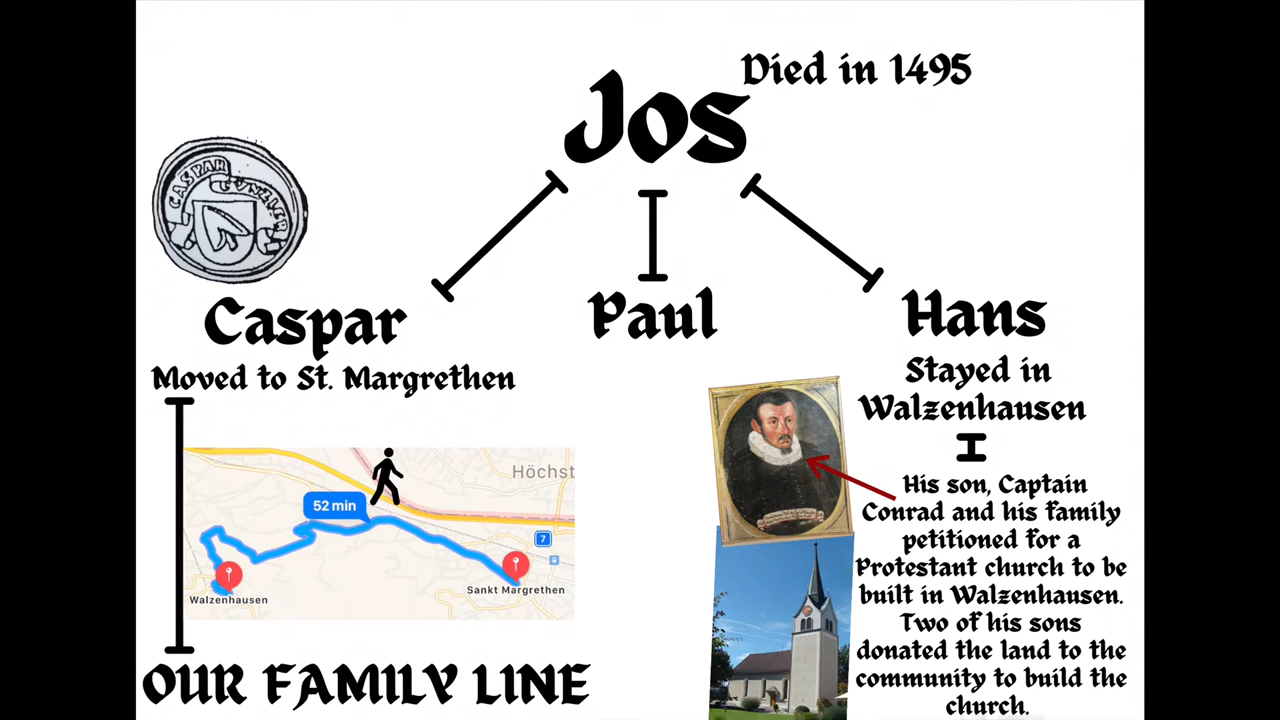 Died in 1495
Jos
CASPAR
Caspar
Paul
Hans
Moved to St. Margrethen
Stayed in
Walzenhausen
Höchst
52 min
7
Walzenhausen
Sankt Margrethen
His son, Captain
Conrad and his family
petitioned for a
Protestant church to be
built in Walzenhausen.
Two of his sons
donated the land to the
community to build the
church.
OUR FAMILY LINE